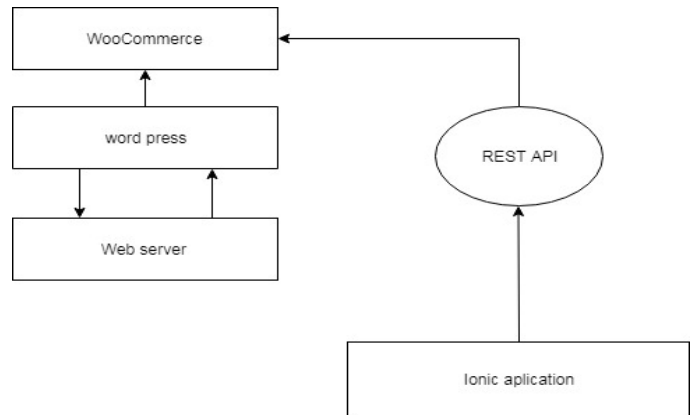 WooCommerce
word press
REST API
Web server
Ionic aplication